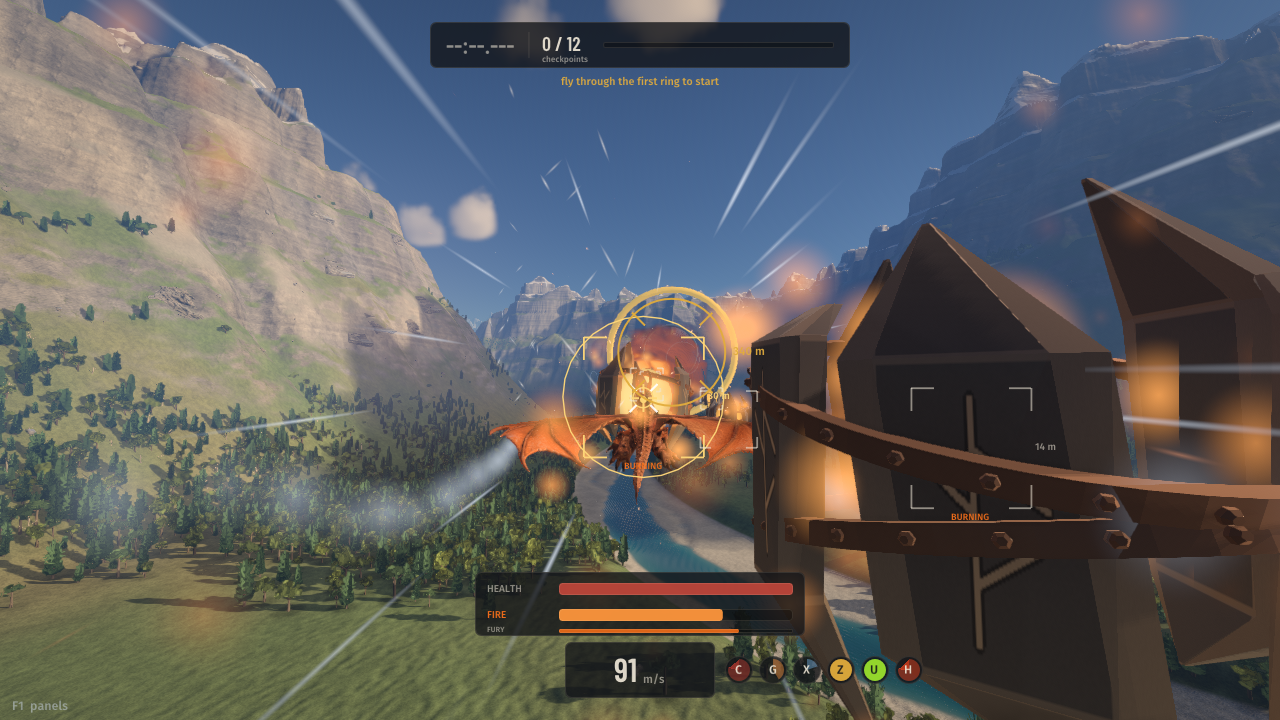 --:--.---
0 / 12
checkpoints
fly through the first ring to start
14 m
BURNING
BURNING
HEALTH
FIRE
FURY
91 m/s
C G X Z U H
F1 panels